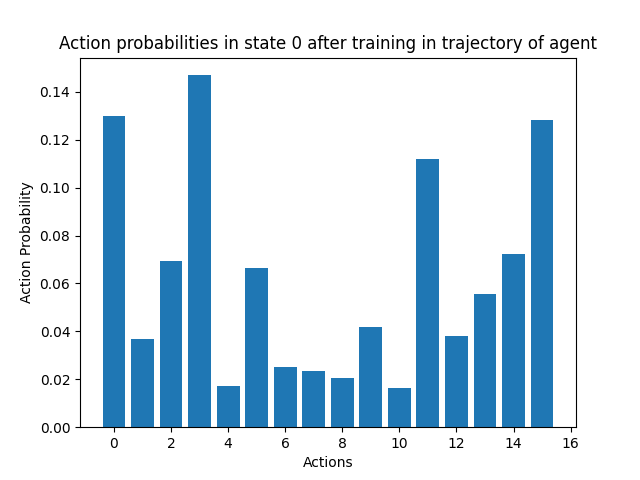 Action probabilities in state 0 after training in trajectory of agent
0.14
0.12
0.10
0.08
0.06
0.04
0.02
0.00
Action Probability
0 2 4 6 8 10 12 14 16
Actions